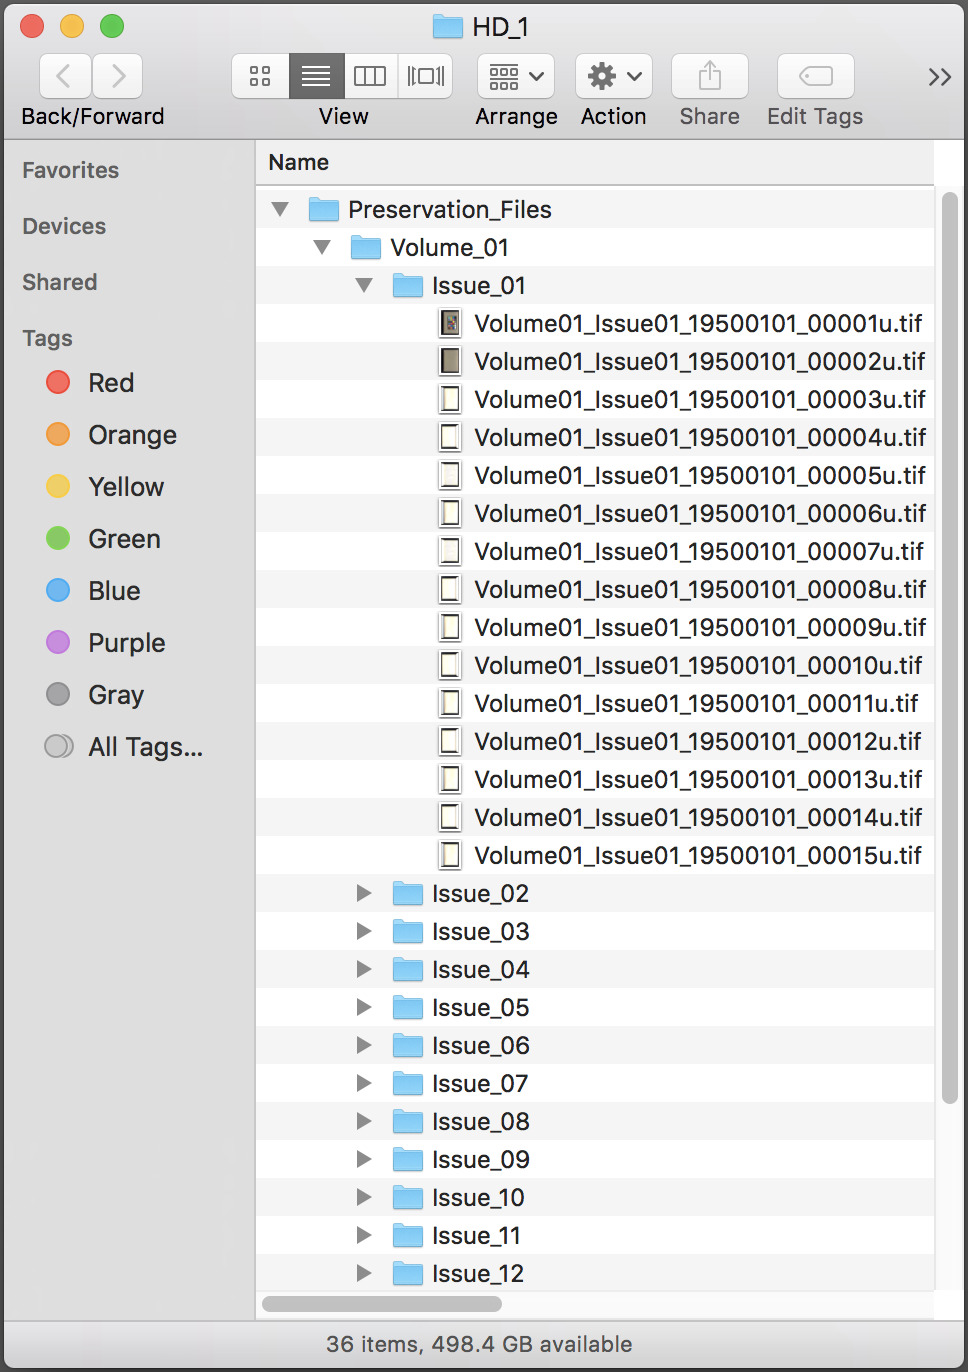 HD_1
Back/Forward View Arrange Action Share Edit Tags
Favorites
Devices
Shared
Tags
Red
Orange
Yellow
Green
Blue
Purple
Gray
All Tags...
Name
Preservation_Files
Volume_01
Issue_01
Volume01_Issue01_19500101_00001u.tif
Volume01_Issue01_19500101_00002u.tif
Volume01_Issue01_19500101_00003u.tif
Volume01_Issue01_19500101_00004u.tif
Volume01_Issue01_19500101_00005u.tif
Volume01_Issue01_19500101_00006u.tif
Volume01_Issue01_19500101_00007u.tif
Volume01_Issue01_19500101_00008u.tif
Volume01_Issue01_19500101_00009u.tif
Volume01_Issue01_19500101_00010u.tif
Volume01_Issue01_19500101_00011u.tif
Volume01_Issue01_19500101_00012u.tif
Volume01_Issue01_19500101_00013u.tif
Volume01_Issue01_19500101_00014u.tif
Volume01_Issue01_19500101_00015u.tif
Issue_02
Issue_03
Issue_04
Issue_05
Issue_06
Issue_07
Issue_08
Issue_09
Issue_10
Issue_11
Issue_12
36 items, 498.4 GB available